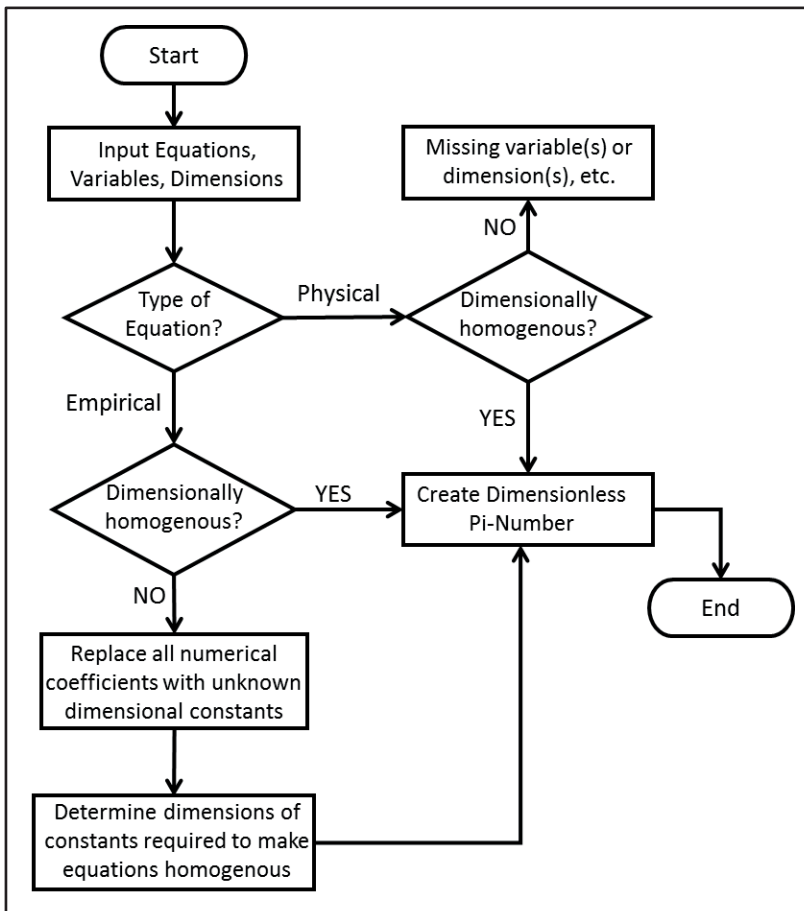 Start
Input Equations,
Variables, Dimensions
Missing variable(s) or
dimension(s), etc.
NO
Type of
Equation?
Physical
Dimensionally
homogenous?
Empirical
YES
Dimensionally
homogenous?
YES
Create Dimensionless
Pi-Number
NO
End
Replace all numerical
coefficients with unknown
dimensional constants
Determine dimensions of
constants required to make
equations homogenous